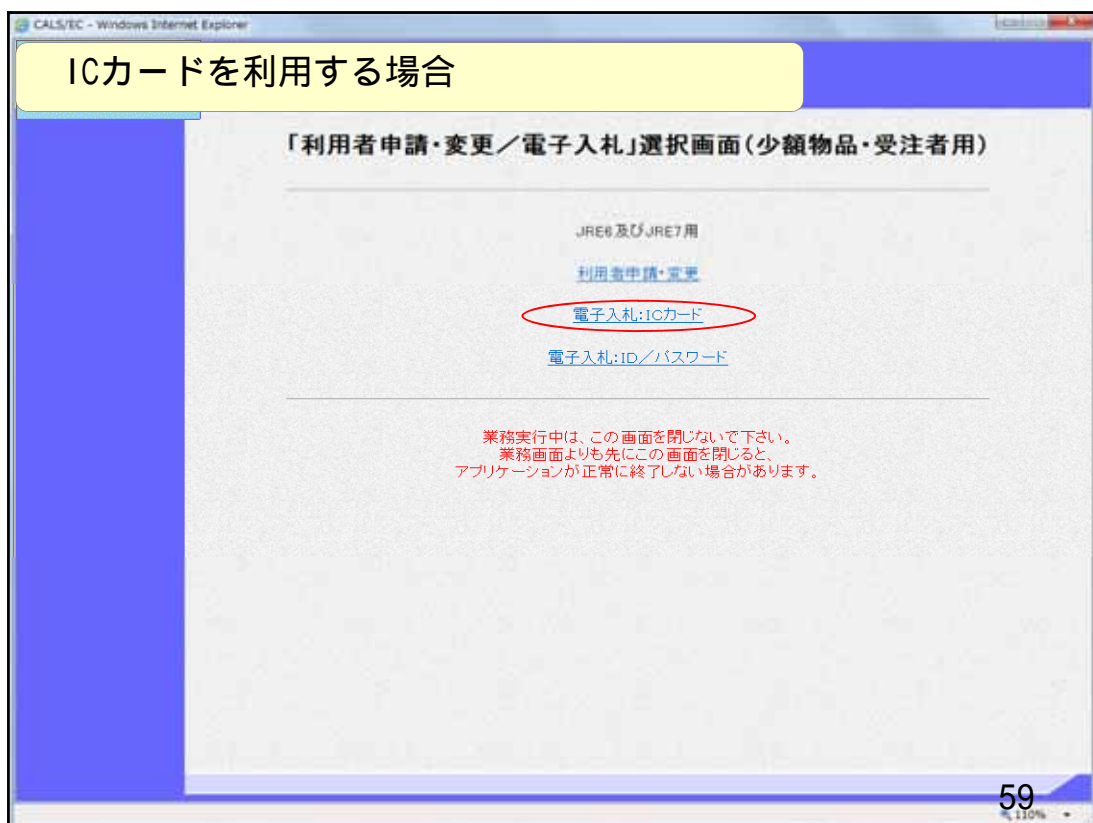 CALS/EC - Windows Internet Explorer
ICカードを利用する場合
「利用者申請・変更／電子入札」選択画面(少額物品・受注者用)
JRE6及びJRE7用
利用者申請・変更
電子入札:ICカード
電子入札:ID／パスワード
業務実行中は、この画面を閉じないで下さい。
業務画面よりも先にこの画面を閉じると、
アプリケーションが正常に終了しない場合があります。
59
110%